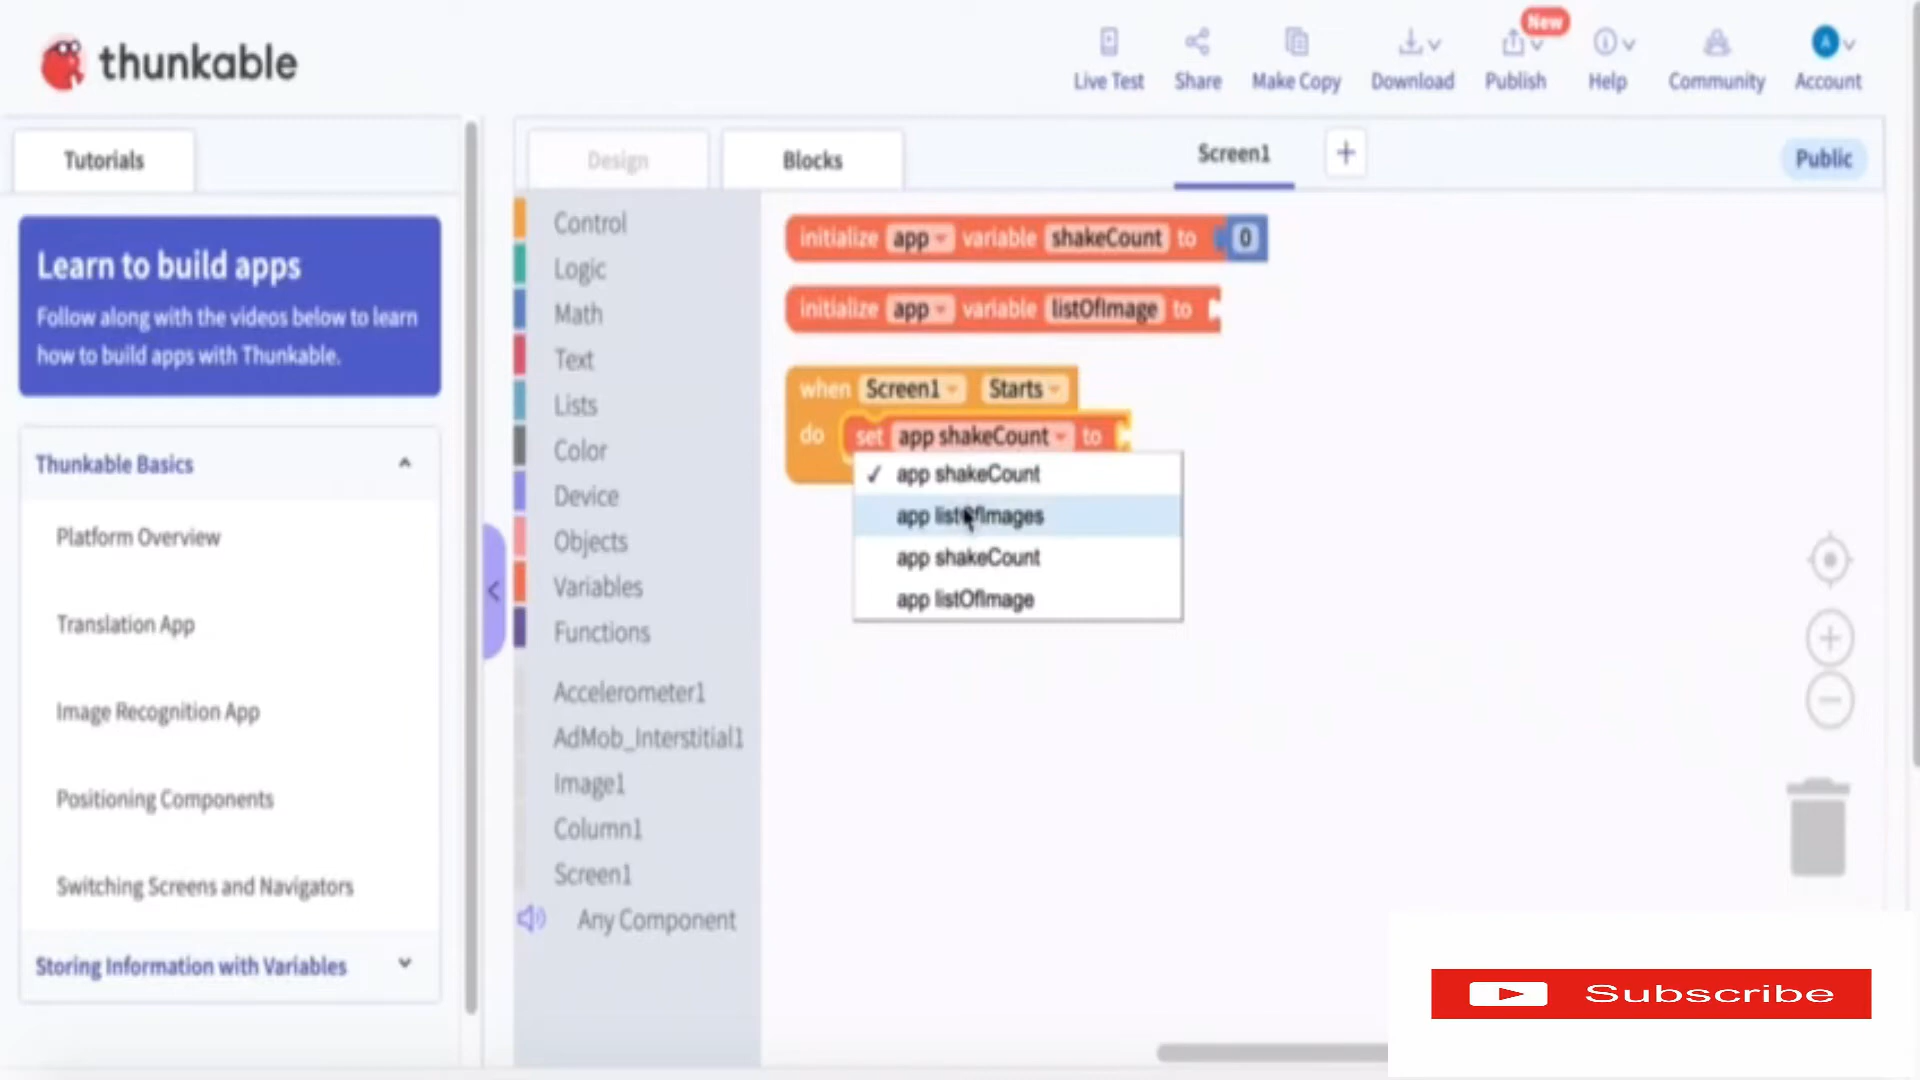 thunkable
Live Test
Share
Make Copy
Download
New
Publish
Help
Community
A
Account
Tutorials
Learn to build apps
Follow along with the videos below to learn
how to build apps with Thunkable.
Thunkable Basics
Platform Overview
Translation App
Image Recognition App
Positioning Components
Switching Screens and Navigators
Storing Information with Variables
Design
Blocks
Screen1
+
Public
Control
Logic
Math
Text
Lists
Color
Device
Objects
Variables
Functions
Accelerometer1
AdMob_Interstitial1
Image1
Column1
Screen1
Any Component
initialize app variable shakeCount to 0
initialize app variable listOfImage to
when Screen1 Starts
do set app shakeCount to
✓ app shakeCount
app listOfImages
app shakeCount
app listOfImage
Subscribe